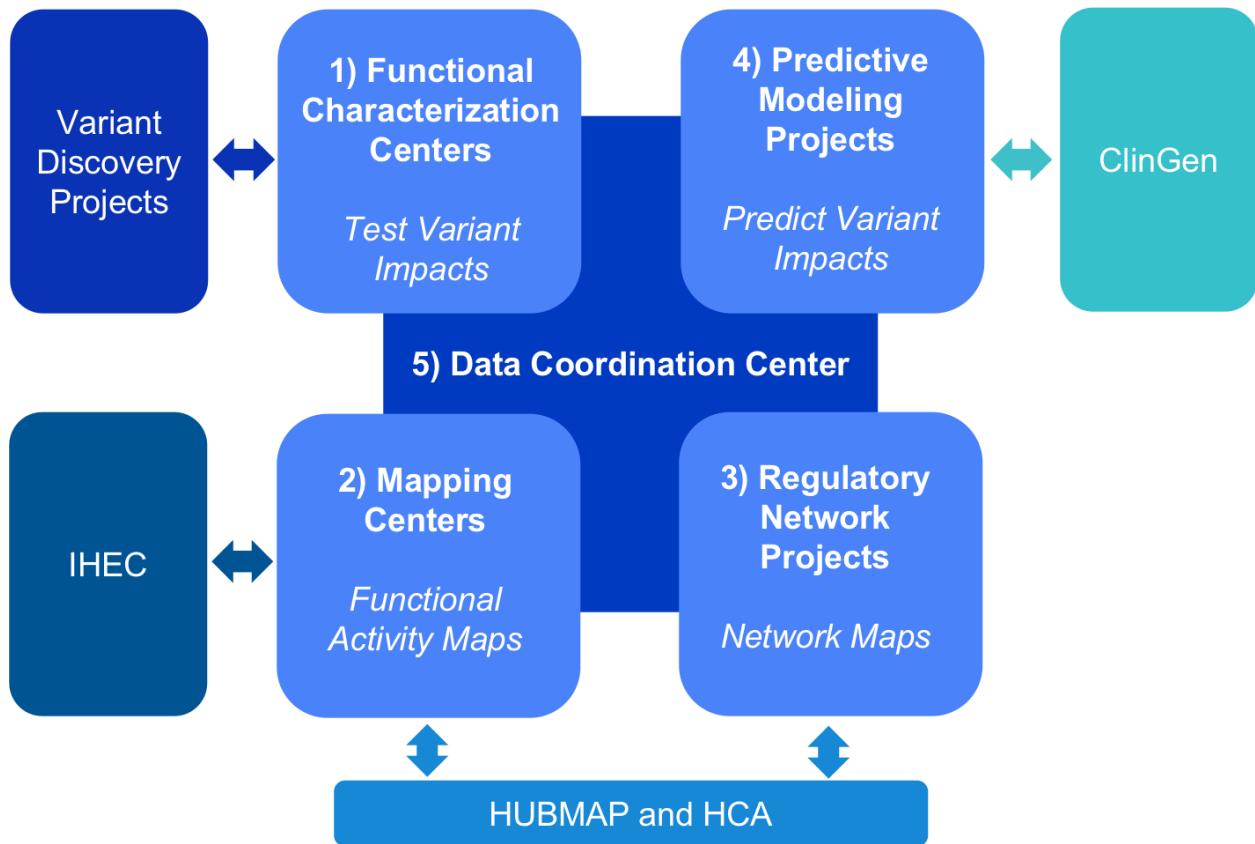 Variant
Discovery
Projects
1) Functional
Characterization
Centers
Test Variant
Impacts
4) Predictive
Modeling
Projects
Predict Variant
Impacts
ClinGen
5) Data Coordination Center
IHEC
2) Mapping
Centers
Functional
Activity Maps
3) Regulatory
Network
Projects
Network Maps
HUBMAP and HCA